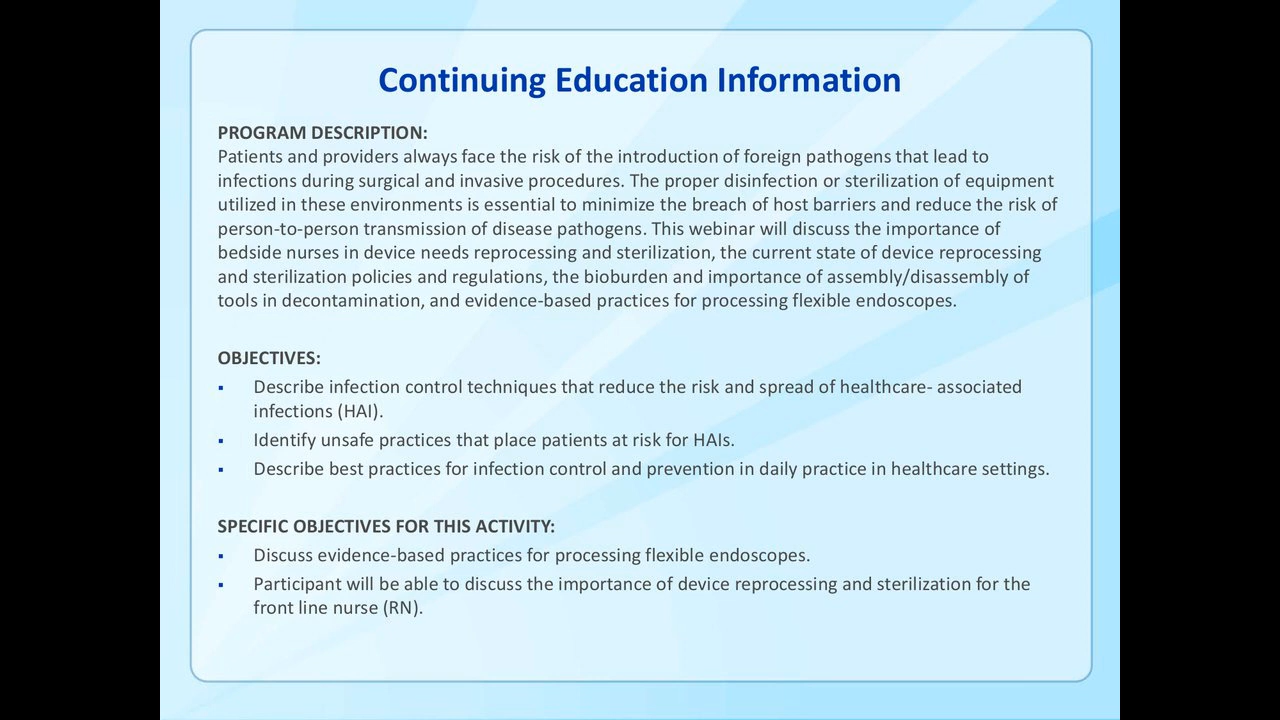 Continuing Education Information
PROGRAM DESCRIPTION:
Patients and providers always face the risk of the introduction of foreign pathogens that lead to
infections during surgical and invasive procedures. The proper disinfection or sterilization of equipment
utilized in these environments is essential to minimize the breach of host barriers and reduce the risk of
person-to-person transmission of disease pathogens. This webinar will discuss the importance of
bedside nurses in device needs reprocessing and sterilization, the current state of device reprocessing
and sterilization policies and regulations, the bioburden and importance of assembly/disassembly of
tools in decontamination, and evidence-based practices for processing flexible endoscopes.
OBJECTIVES:
▪ Describe infection control techniques that reduce the risk and spread of healthcare- associated
infections (HAI).
▪ Identify unsafe practices that place patients at risk for HAIs.
▪ Describe best practices for infection control and prevention in daily practice in healthcare settings.
SPECIFIC OBJECTIVES FOR THIS ACTIVITY:
▪ Discuss evidence-based practices for processing flexible endoscopes.
▪ Participant will be able to discuss the importance of device reprocessing and sterilization for the
front line nurse (RN).